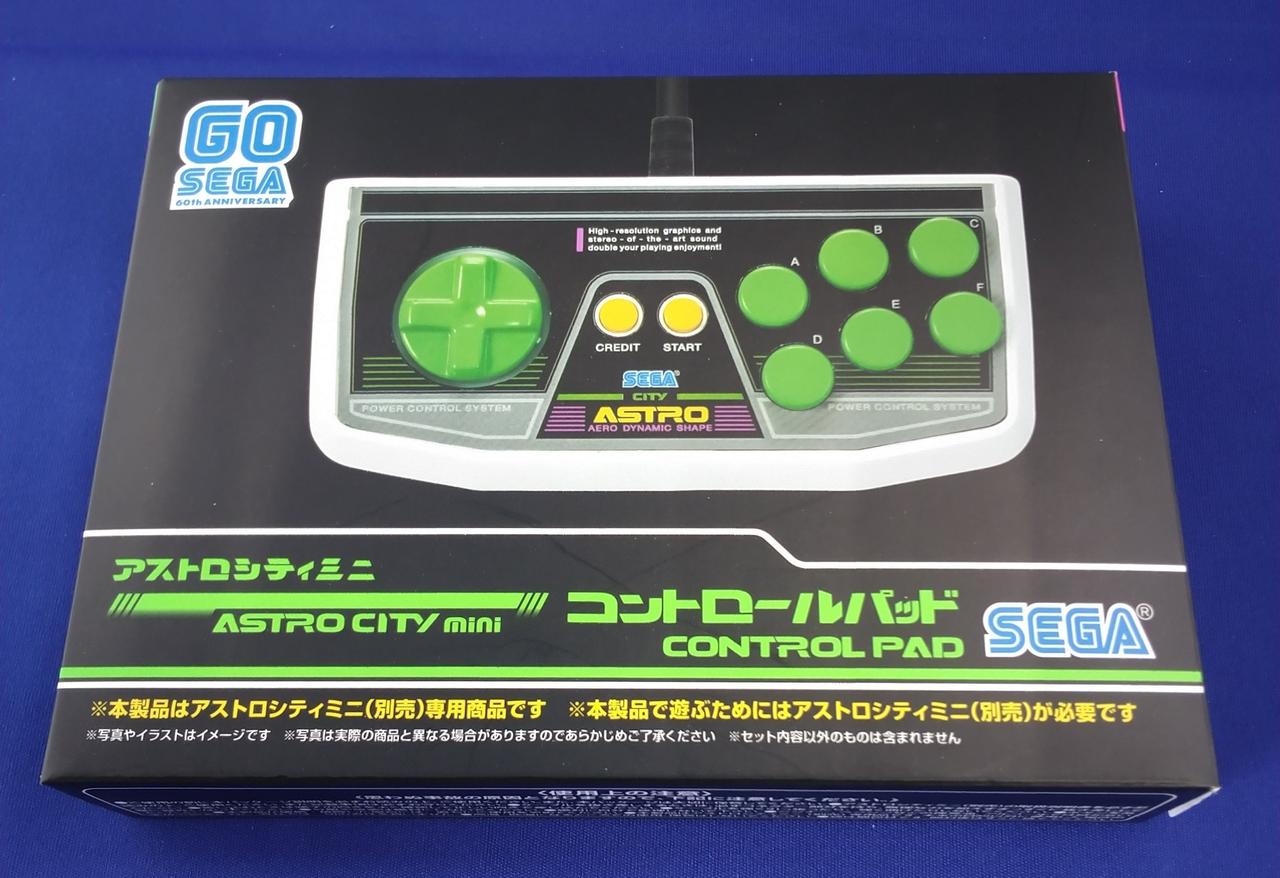 GO
SEGA
60th ANNIVERSARY
High-resolution graphics and
stereo - of - the - art sound
double your playing enjoyment!
A
B
C
D
E
F
CREDIT
START
SEGA®
CITY
ASTRO
AERO DYNAMIC SHAPE
POWER CONTROL SYSTEM
POWER CONTROL SYSTEM
アストロシティミニ
ASTRO CITY mini
コントロールパッド
CONTROL PAD
SEGA®
※本製品はアストロシティミニ(別売)専用商品です ※本製品で遊ぶためにはアストロシティミニ(別売)が必要です
※写真やイラストはイメージです ※写真は実際の商品と異なる場合がありますのであらかじめご了承ください ※セット内容以外のものは含まれません
〈使用上の注意〉